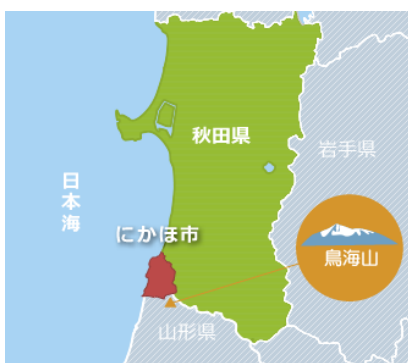 秋田県
岩手県
日本海
にかほ市
鳥海山
山形県